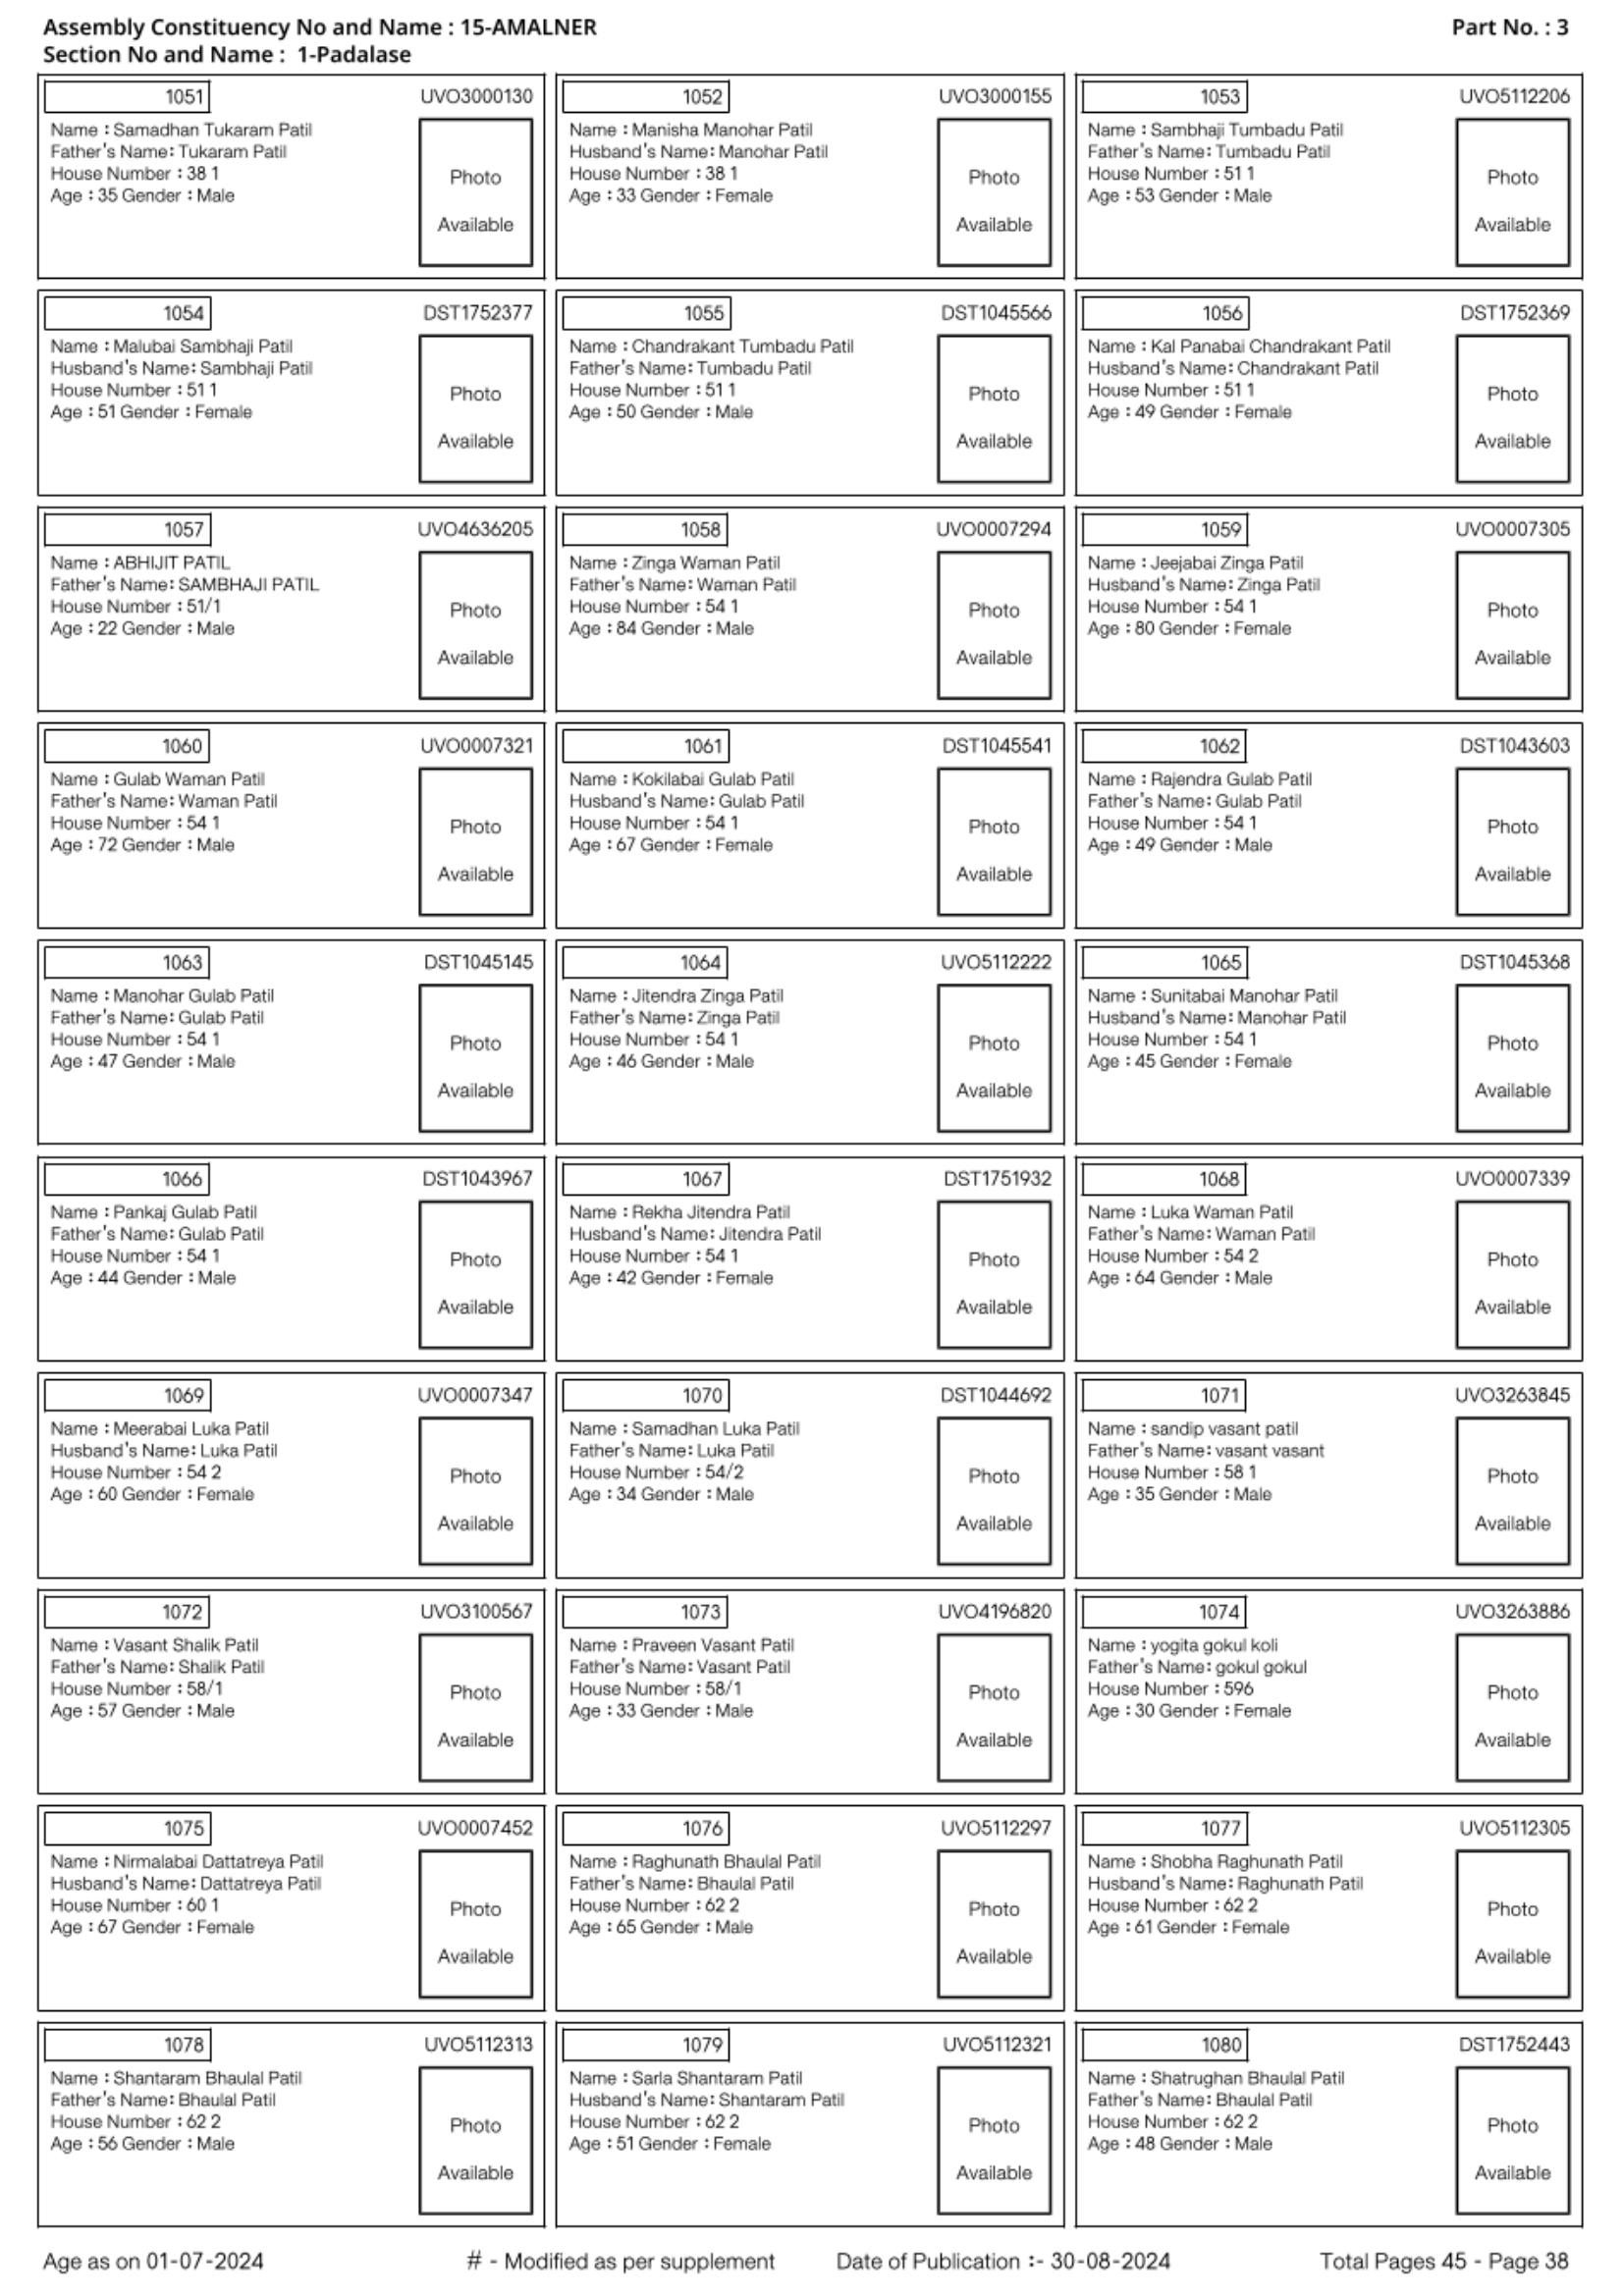 Assembly Constituency No and Name : 15-AMALNER
Part No. : 3
Section No and Name : 1-Padalase
1051
UVO3000130
Name : Samadhan Tukaram Patil
Father's Name: Tukaram Patil
House Number : 38 1
Age : 35 Gender : Male
Photo
Available
1052
UVO3000155
Name : Manisha Manohar Patil
Husband's Name: Manohar Patil
House Number : 38 1
Age : 33 Gender : Female
Photo
Available
1053
UVO5112206
Name : Sambhaji Tumbadu Patil
Father's Name: Tumbadu Patil
House Number : 51 1
Age : 53 Gender : Male
Photo
Available
1054
DST1752377
Name : Malubai Sambhaji Patil
Husband's Name: Sambhaji Patil
House Number : 51 1
Age : 51 Gender : Female
Photo
Available
1055
DST1045566
Name : Chandrakant Tumbadu Patil
Father's Name: Tumbadu Patil
House Number : 51 1
Age : 50 Gender : Male
Photo
Available
1056
DST1752369
Name : Kal Panabai Chandrakant Patil
Husband's Name: Chandrakant Patil
House Number : 51 1
Age : 49 Gender : Female
Photo
Available
1057
UVO4636205
Name : ABHIJIT PATIL
Father's Name: SAMBHAJI PATIL
House Number : 51/1
Age : 22 Gender : Male
Photo
Available
1058
UVO0007294
Name : Zinga Waman Patil
Father's Name: Waman Patil
House Number : 54 1
Age : 84 Gender : Male
Photo
Available
1059
UVO0007305
Name : Jeejabai Zinga Patil
Husband's Name: Zinga Patil
House Number : 54 1
Age : 80 Gender : Female
Photo
Available
1060
UVO0007321
Name : Gulab Waman Patil
Father's Name: Waman Patil
House Number : 54 1
Age : 72 Gender : Male
Photo
Available
1061
DST1045541
Name : Kokilabai Gulab Patil
Husband's Name: Gulab Patil
House Number : 54 1
Age : 67 Gender : Female
Photo
Available
1062
DST1043603
Name : Rajendra Gulab Patil
Father's Name: Gulab Patil
House Number : 54 1
Age : 49 Gender : Male
Photo
Available
1063
DST1045145
Name : Manohar Gulab Patil
Father's Name: Gulab Patil
House Number : 54 1
Age : 47 Gender : Male
Photo
Available
1064
UVO5112222
Name : Jitendra Zinga Patil
Father's Name: Zinga Patil
House Number : 54 1
Age : 46 Gender : Male
Photo
Available
1065
DST1045368
Name : Sunitabai Manohar Patil
Husband's Name: Manohar Patil
House Number : 54 1
Age : 45 Gender : Female
Photo
Available
1066
DST1043967
Name : Pankaj Gulab Patil
Father's Name: Gulab Patil
House Number : 54 1
Age : 44 Gender : Male
Photo
Available
1067
DST1751932
Name : Rekha Jitendra Patil
Husband's Name: Jitendra Patil
House Number : 54 1
Age : 42 Gender : Female
Photo
Available
1068
UVO0007339
Name : Luka Waman Patil
Father's Name: Waman Patil
House Number : 54 2
Age : 64 Gender : Male
Photo
Available
1069
UVO0007347
Name : Meerabai Luka Patil
Husband's Name: Luka Patil
House Number : 54 2
Age : 60 Gender : Female
Photo
Available
1070
DST1044692
Name : Samadhan Luka Patil
Father's Name: Luka Patil
House Number : 54/2
Age : 34 Gender : Male
Photo
Available
1071
UVO3263845
Name : sandip vasant patil
Father's Name: vasant vasant
House Number : 58 1
Age : 35 Gender : Male
Photo
Available
1072
UVO3100567
Name : Vasant Shalik Patil
Father's Name: Shalik Patil
House Number : 58/1
Age : 57 Gender : Male
Photo
Available
1073
UVO4196820
Name : Praveen Vasant Patil
Father's Name: Vasant Patil
House Number : 58/1
Age : 33 Gender : Male
Photo
Available
1074
UVO3263886
Name : yogita gokul koli
Father's Name: gokul gokul
House Number : 596
Age : 30 Gender : Female
Photo
Available
1075
UVO0007452
Name : Nirmalabai Dattatreya Patil
Husband's Name: Dattatreya Patil
House Number : 60 1
Age : 67 Gender : Female
Photo
Available
1076
UVO5112297
Name : Raghunath Bhaulal Patil
Father's Name: Bhaulal Patil
House Number : 62 2
Age : 65 Gender : Male
Photo
Available
1077
UVO5112305
Name : Shobha Raghunath Patil
Husband's Name: Raghunath Patil
House Number : 62 2
Age : 61 Gender : Female
Photo
Available
1078
UVO5112313
Name : Shantaram Bhaulal Patil
Father's Name: Bhaulal Patil
House Number : 62 2
Age : 56 Gender : Male
Photo
Available
1079
UVO5112321
Name : Sarla Shantaram Patil
Husband's Name: Shantaram Patil
House Number : 62 2
Age : 51 Gender : Female
Photo
Available
1080
DST1752443
Name : Shatrughan Bhaulal Patil
Father's Name: Bhaulal Patil
House Number : 62 2
Age : 48 Gender : Male
Photo
Available
Age as on 01-07-2024
# - Modified as per supplement
Date of Publication :- 30-08-2024
Total Pages 45 - Page 38